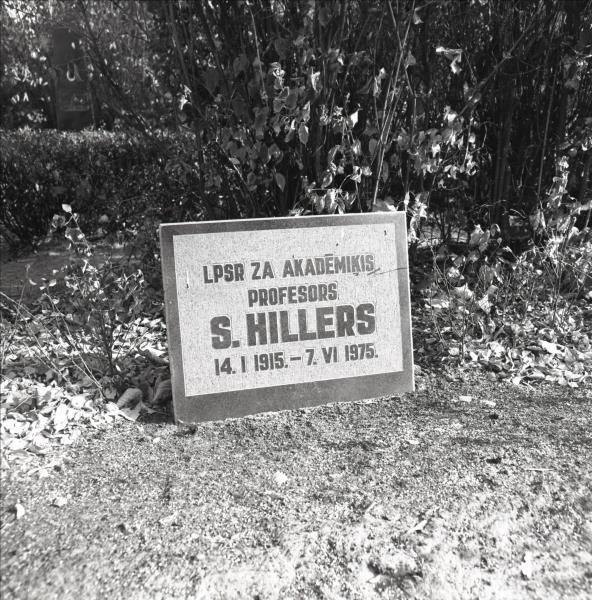 LPSR ZA AKADĒMIĶIS
PROFESORS
S. HILLERS
14. I 1915. – 7. VI 1975.